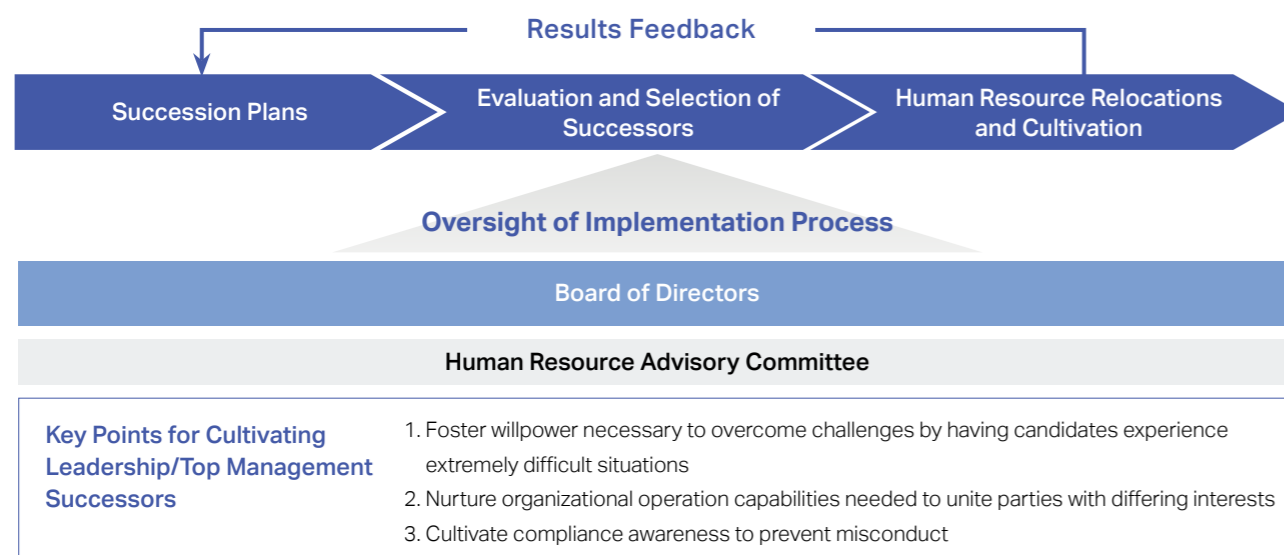 Results Feedback
Succession Plans
Evaluation and Selection of
Successors
Human Resource Relocations
and Cultivation
Oversight of Implementation Process
Board of Directors
Human Resource Advisory Committee
Key Points for Cultivating
Leadership/Top Management
Successors
1. Foster willpower necessary to overcome challenges by having candidates experience
extremely difficult situations
2. Nurture organizational operation capabilities needed to unite parties with differing interests
3. Cultivate compliance awareness to prevent misconduct